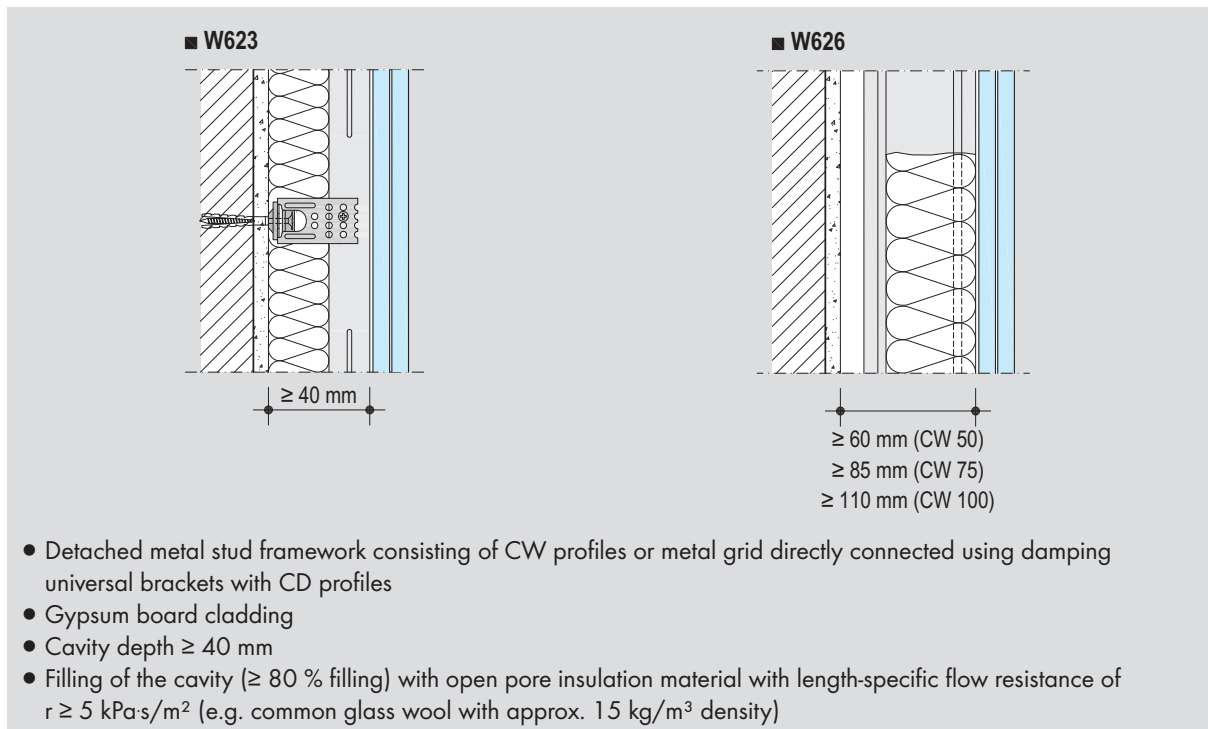 ■ W623
■ W626
≥ 40 mm
≥ 60 mm (CW 50)
≥ 85 mm (CW 75)
≥ 110 mm (CW 100)
● Detached metal stud framework consisting of CW profiles or metal grid directly connected using damping
universal brackets with CD profiles
● Gypsum board cladding
● Cavity depth ≥ 40 mm
● Filling of the cavity (≥ 80 % filling) with open pore insulation material with length-specific flow resistance of
r ≥ 5 kPa·s/m² (e.g. common glass wool with approx. 15 kg/m³ density)